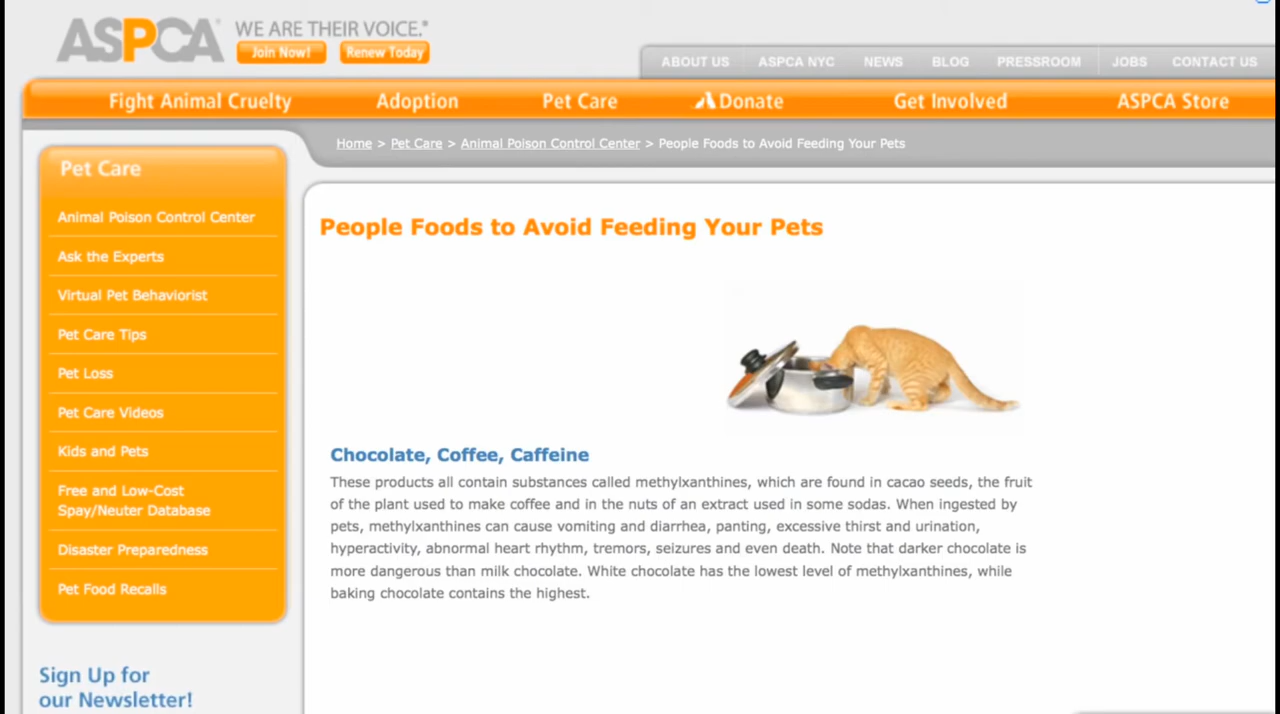 ASPCA
WE ARE THEIR VOICE.®
Join Now!
Renew Today
ABOUT US
ASPCA NYC
NEWS
BLOG
PRESSROOM
JOBS
CONTACT US
Fight Animal Cruelty
Adoption
Pet Care
Donate
Get Involved
ASPCA Store
Home > Pet Care > Animal Poison Control Center > People Foods to Avoid Feeding Your Pets
Pet Care
Animal Poison Control Center
Ask the Experts
Virtual Pet Behaviorist
Pet Care Tips
Pet Loss
Pet Care Videos
Kids and Pets
Free and Low-Cost
Spay/Neuter Database
Disaster Preparedness
Pet Food Recalls
Sign Up for
our Newsletter!
People Foods to Avoid Feeding Your Pets
Chocolate, Coffee, Caffeine
These products all contain substances called methylxanthines, which are found in cacao seeds, the fruit
of the plant used to make coffee and in the nuts of an extract used in some sodas. When ingested by
pets, methylxanthines can cause vomiting and diarrhea, panting, excessive thirst and urination,
hyperactivity, abnormal heart rhythm, tremors, seizures and even death. Note that darker chocolate is
more dangerous than milk chocolate. White chocolate has the lowest level of methylxanthines, while
baking chocolate contains the highest.